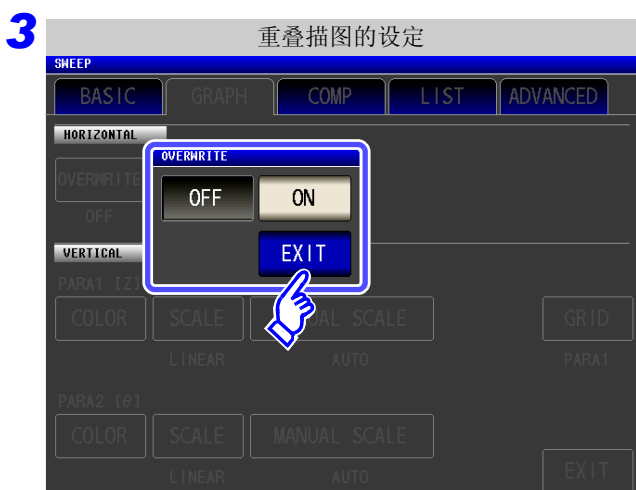 3
重叠描图的设定
SWEEP
BASIC GRAPH COMP LIST ADVANCED
HORIZONTAL
OVERWRITE
OVERWRITE
OFF ON
OFF
VERTICAL
EXIT
PARA1 [Z]
COLOR SCALE MANUAL SCALE GRID
LINEAR AUTO PARA1
PARA2 [θ]
COLOR SCALE MANUAL SCALE
LINEAR AUTO EXIT